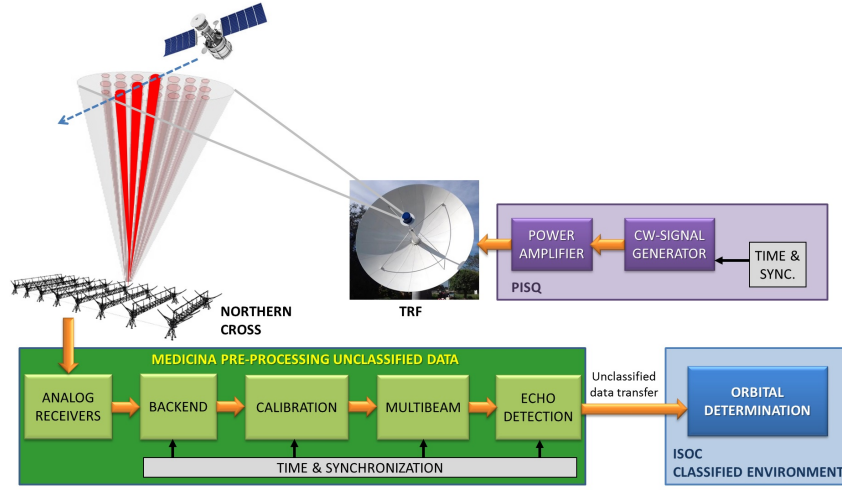 POWER
AMPLIFIER
CW-SIGNAL
GENERATOR
TIME &
SYNC.
PISQ
NORTHERN
CROSS
TRF
MEDICINA PRE-PROCESSING UNCLASSIFIED DATA
ANALOG
RECEIVERS
BACKEND
CALIBRATION
MULTIBEAM
ECHO
DETECTION
TIME & SYNCHRONIZATION
Unclassified
data transfer
ORBITAL
DETERMINATION
ISOC
CLASSIFIED ENVIRONMENT